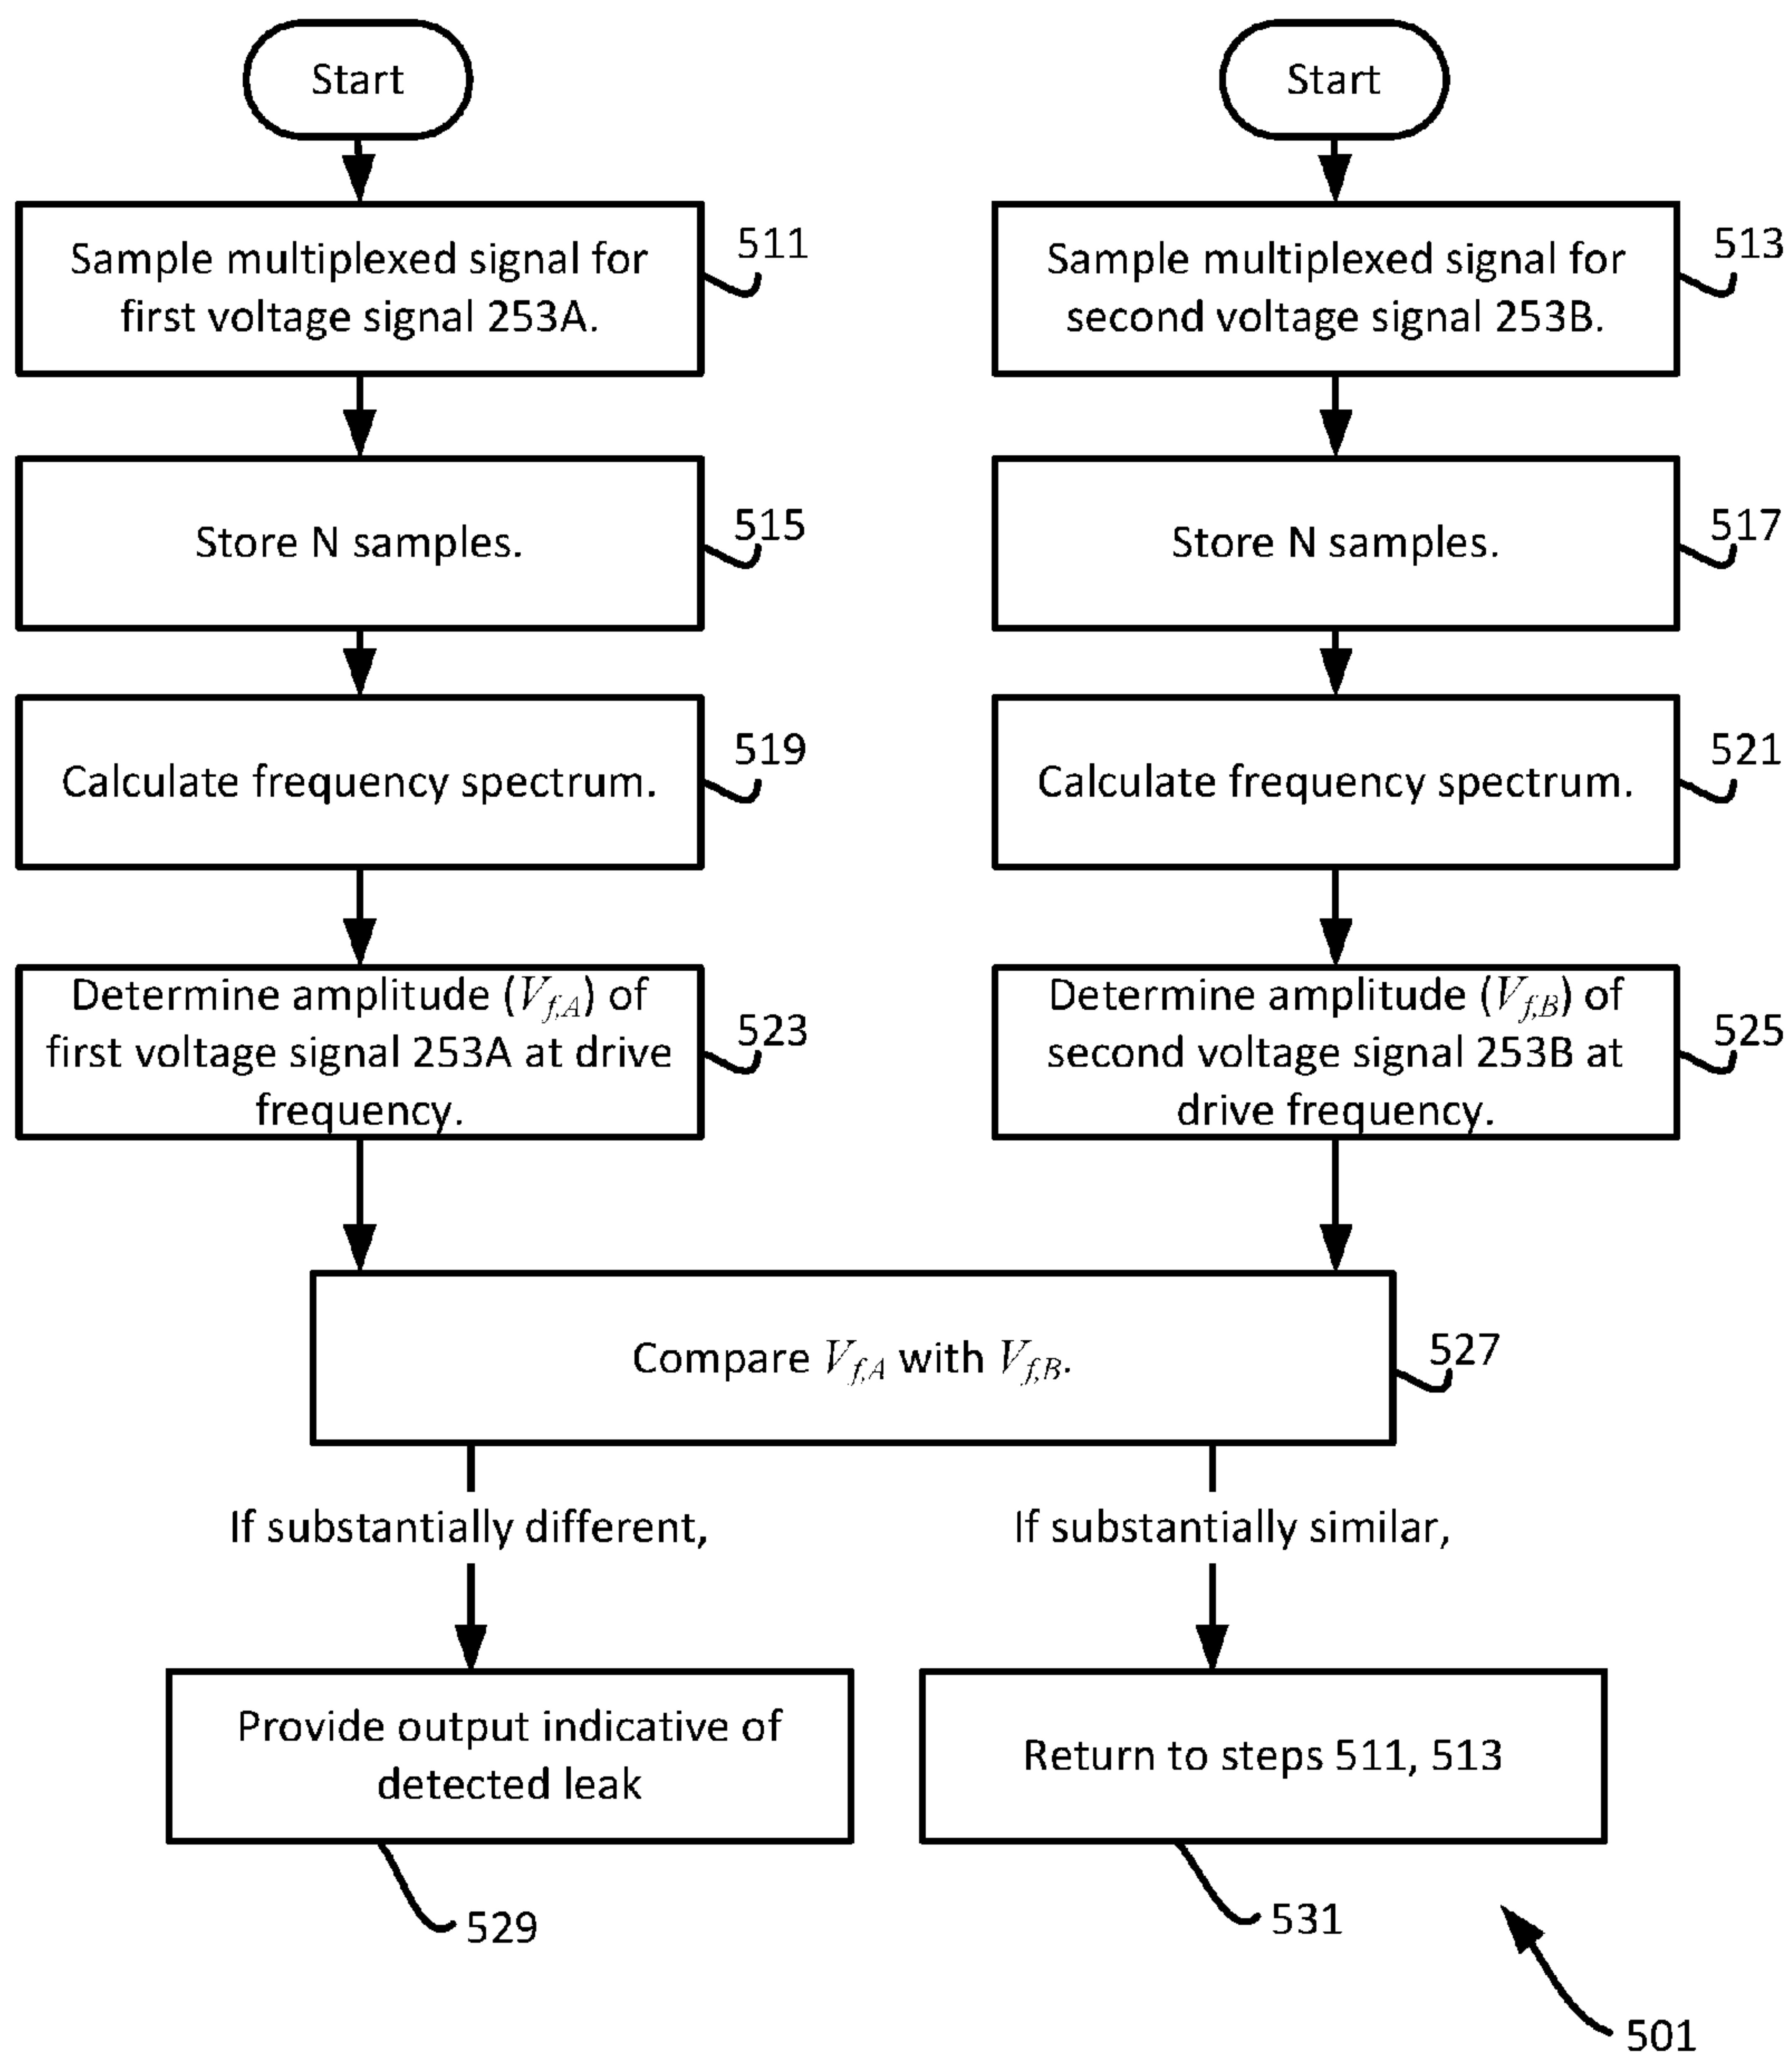 Start
Sample multiplexed signal for
first voltage signal 253A.
511
Store N samples.
515
Calculate frequency spectrum.
519
Determine amplitude (Vf,A) of
first voltage signal 253A at drive
frequency.
523
Start
Sample multiplexed signal for
second voltage signal 253B.
513
Store N samples.
517
Calculate frequency spectrum.
521
Determine amplitude (Vf,B) of
second voltage signal 253B at
drive frequency.
525
Compare Vf,A with Vf,B.
527
If substantially different,
Provide output indicative of
detected leak
529
If substantially similar,
Return to steps 511, 513
531
501